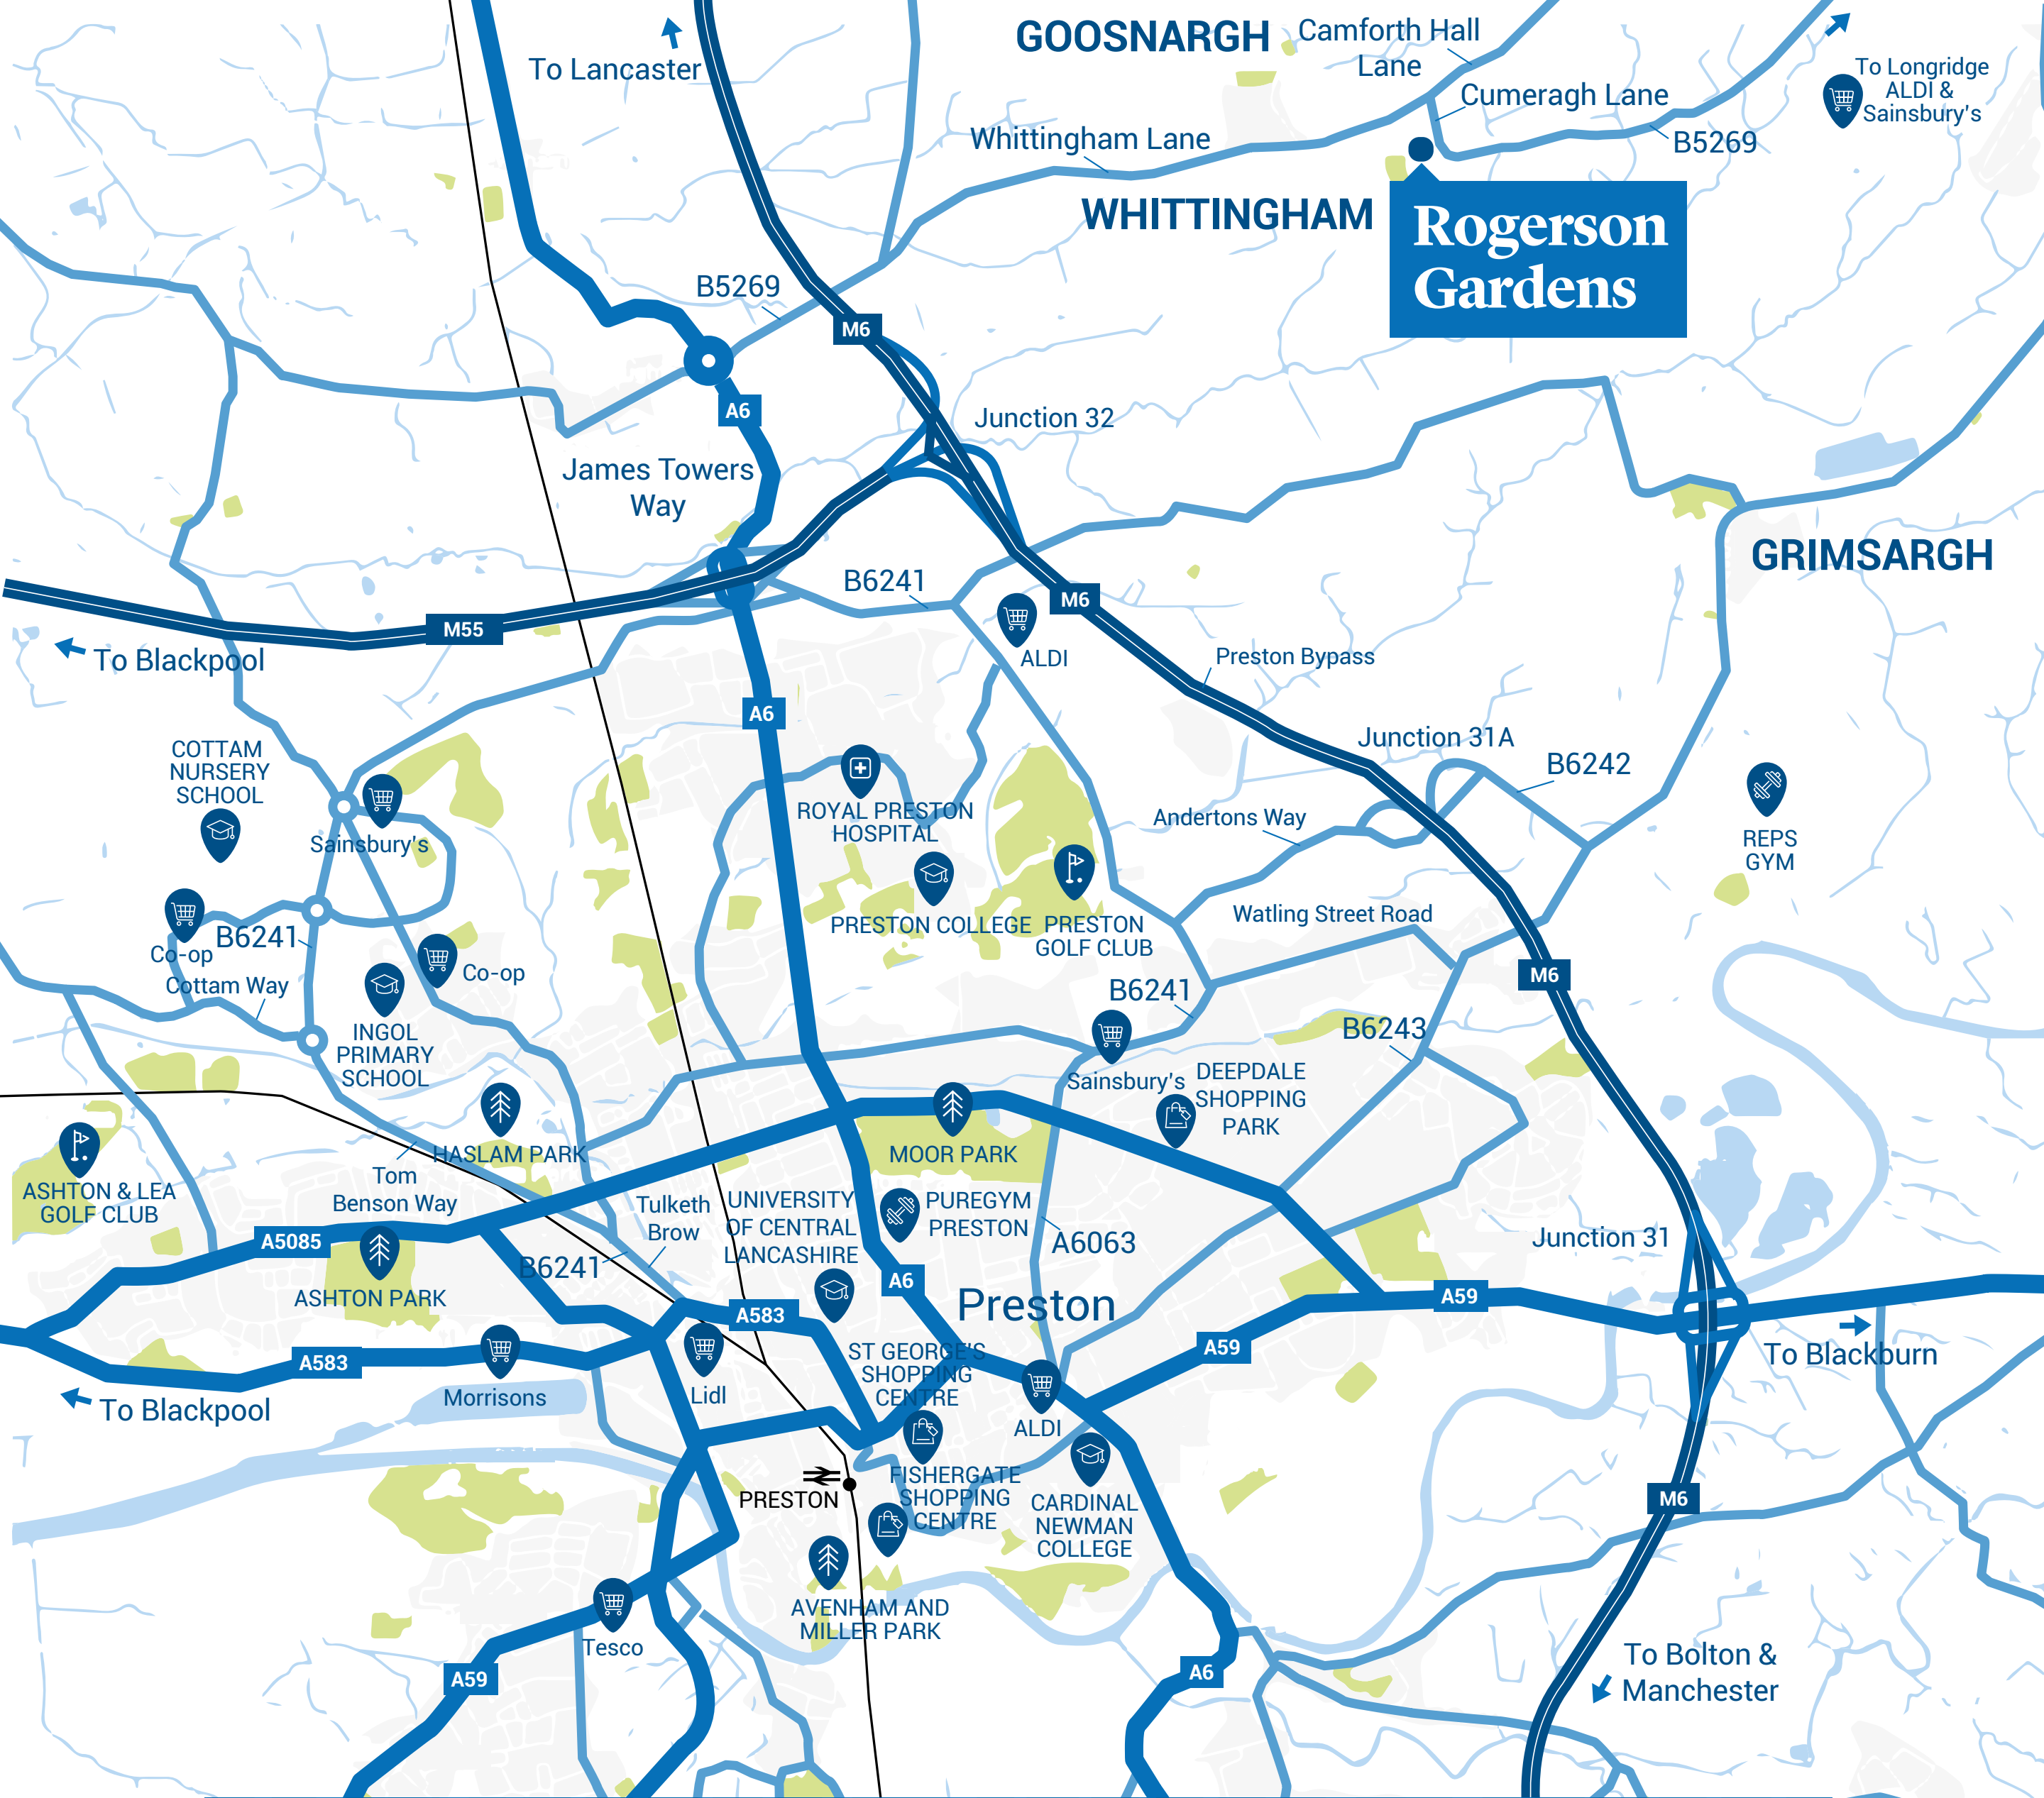 GOOSNARGH
Camforth Hall
Lane
To Lancaster
To Longridge
ALDI &
Sainsbury's
Cumeragh Lane
Whittingham Lane
B5269
WHITTINGHAM
Rogerson
Gardens
B5269
M6
A6
Junction 32
James Towers
Way
GRIMSARGH
B6241
M6
M55
To Blackpool
ALDI
Preston Bypass
A6
Junction 31A
B6242
COTTAM
NURSERY
SCHOOL
Sainsbury's
ROYAL PRESTON
HOSPITAL
Andertons Way
REPS
GYM
PRESTON COLLEGE
PRESTON
GOLF CLUB
Watling Street Road
Co-op
B6241
Cottam Way
Co-op
M6
B6241
B6243
INGOL
PRIMARY
SCHOOL
Sainsbury's
DEEPDALE
SHOPPING
PARK
HASLAM PARK
MOOR PARK
ASHTON & LEA
GOLF CLUB
Tom
Benson Way
Tulketh
Brow
UNIVERSITY
OF CENTRAL
LANCASHIRE
PUREGYM
PRESTON
A6063
Junction 31
A5085
B6241
A6
ASHTON PARK
A583
Preston
A59
A59
To Blackburn
A583
To Blackpool
Morrisons
Lidl
ST GEORGE'S
SHOPPING
CENTRE
ALDI
PRESTON
FISHERGATE
SHOPPING
CENTRE
CARDINAL
NEWMAN
COLLEGE
M6
AVENHAM AND
MILLER PARK
Tesco
A59
A6
To Bolton &
Manchester